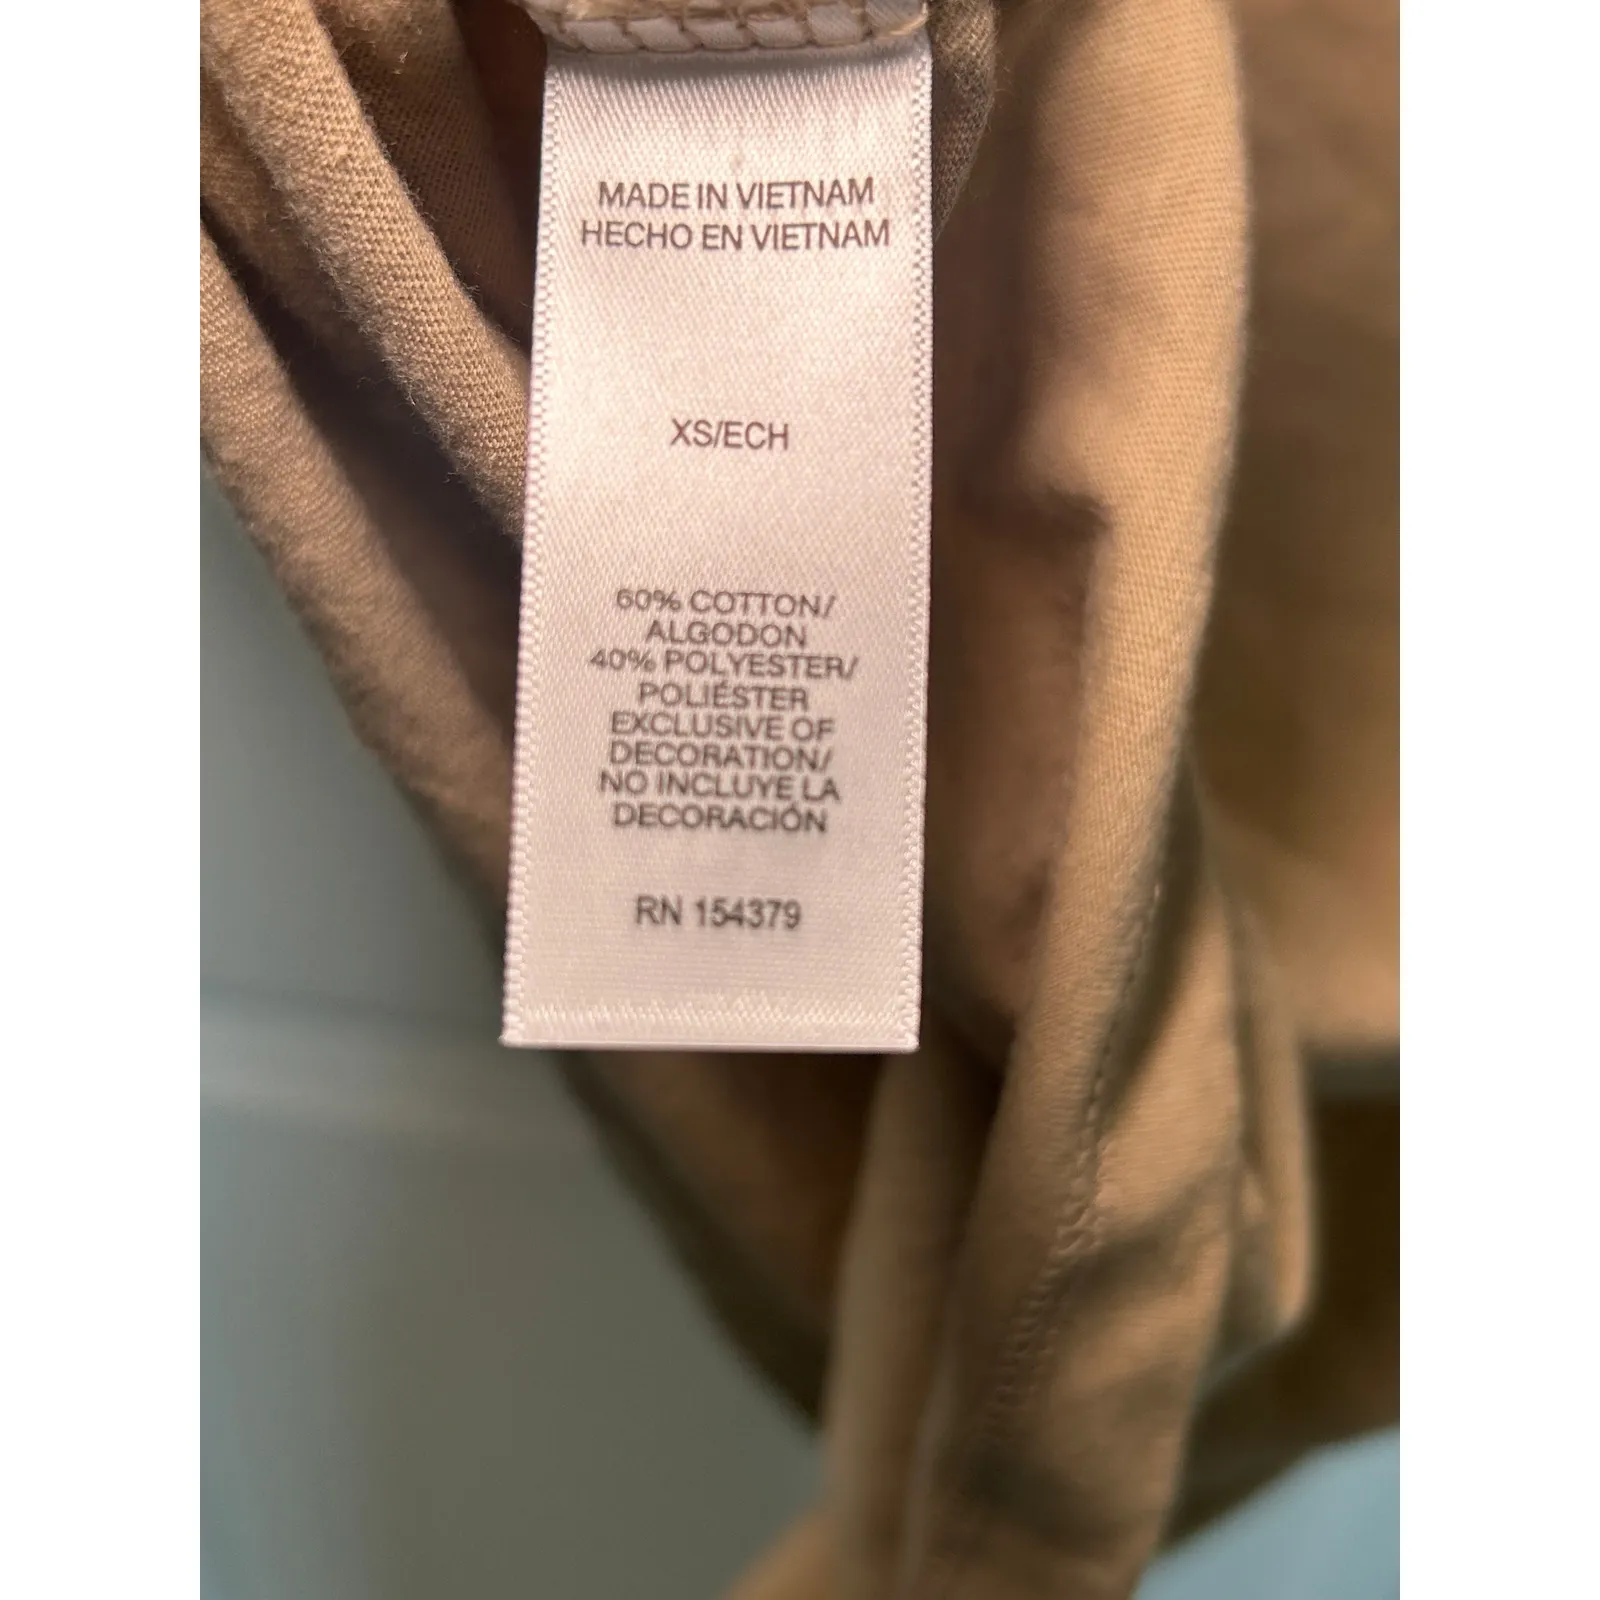 MADE IN VIETNAM
HECHO EN VIETNAM
XS/ECH
60% COTTON/
ALGODON
40% POLYESTER/
POLIÉSTER
EXCLUSIVE OF
DECORATION/
NO INCLUYE LA
DECORACIÓN
RN 154379